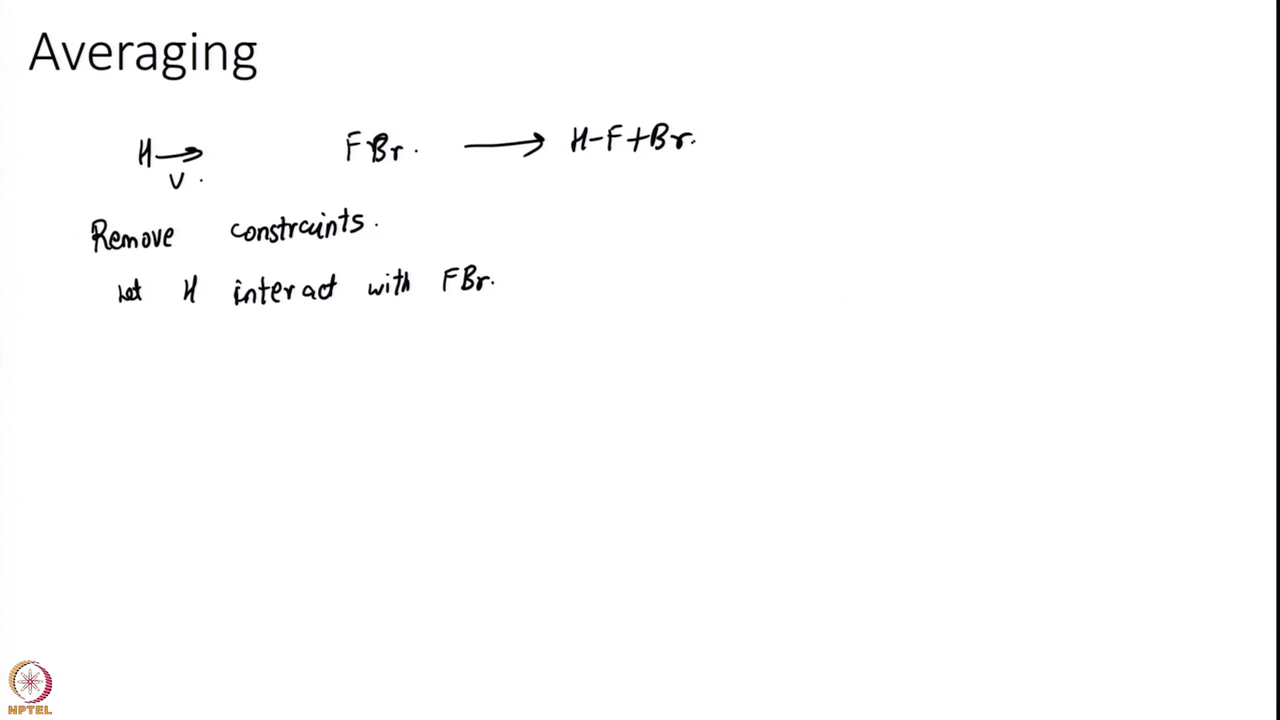 Averaging
H → FBr. → H-F+Br.
v.
Remove constraints.
Let H interact with FBr.
NPTEL